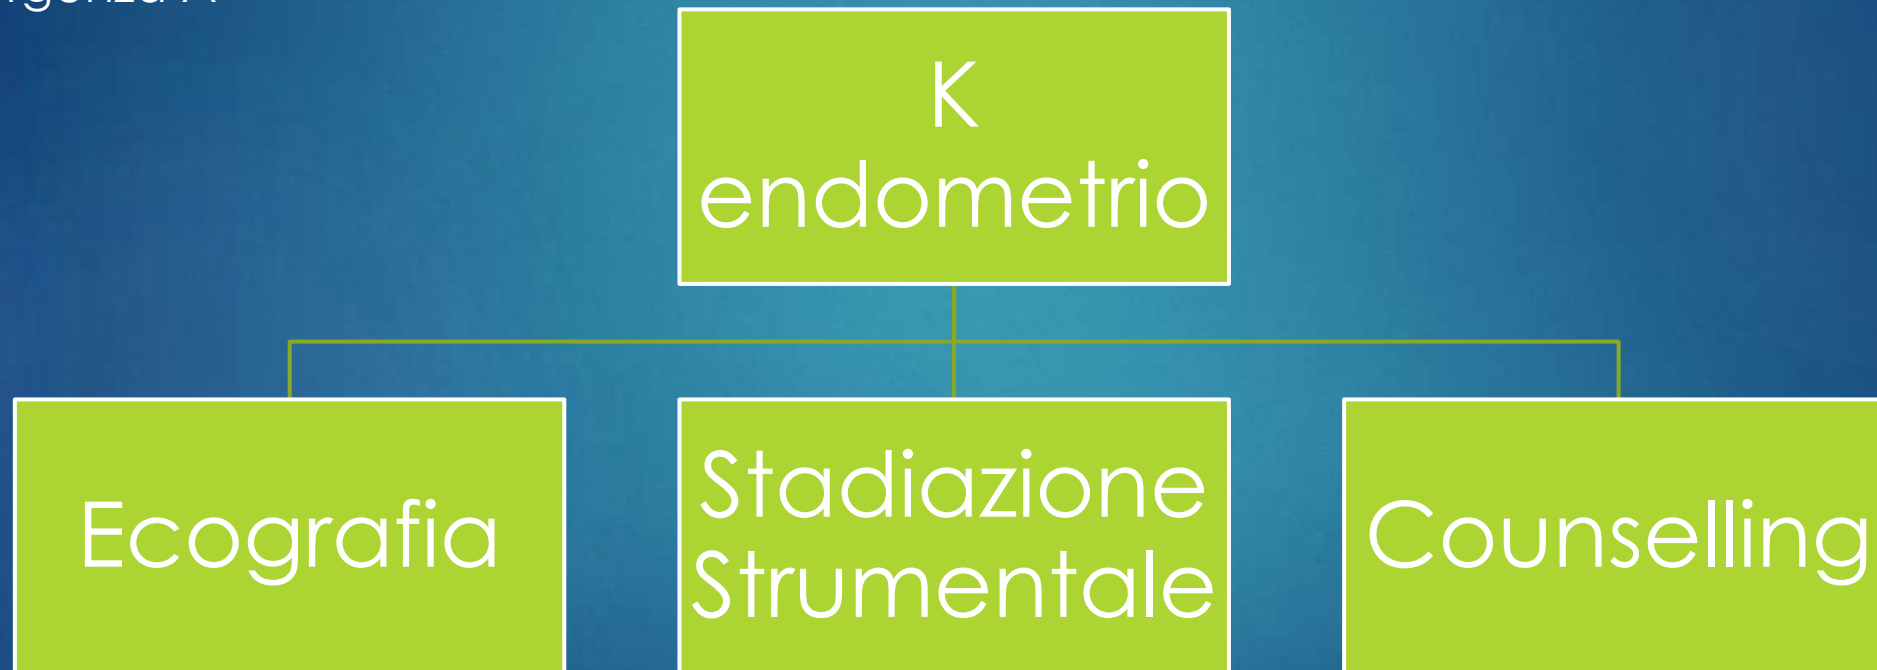 K
endometrio
Ecografia
Stadiazione
Strumentale
Counselling